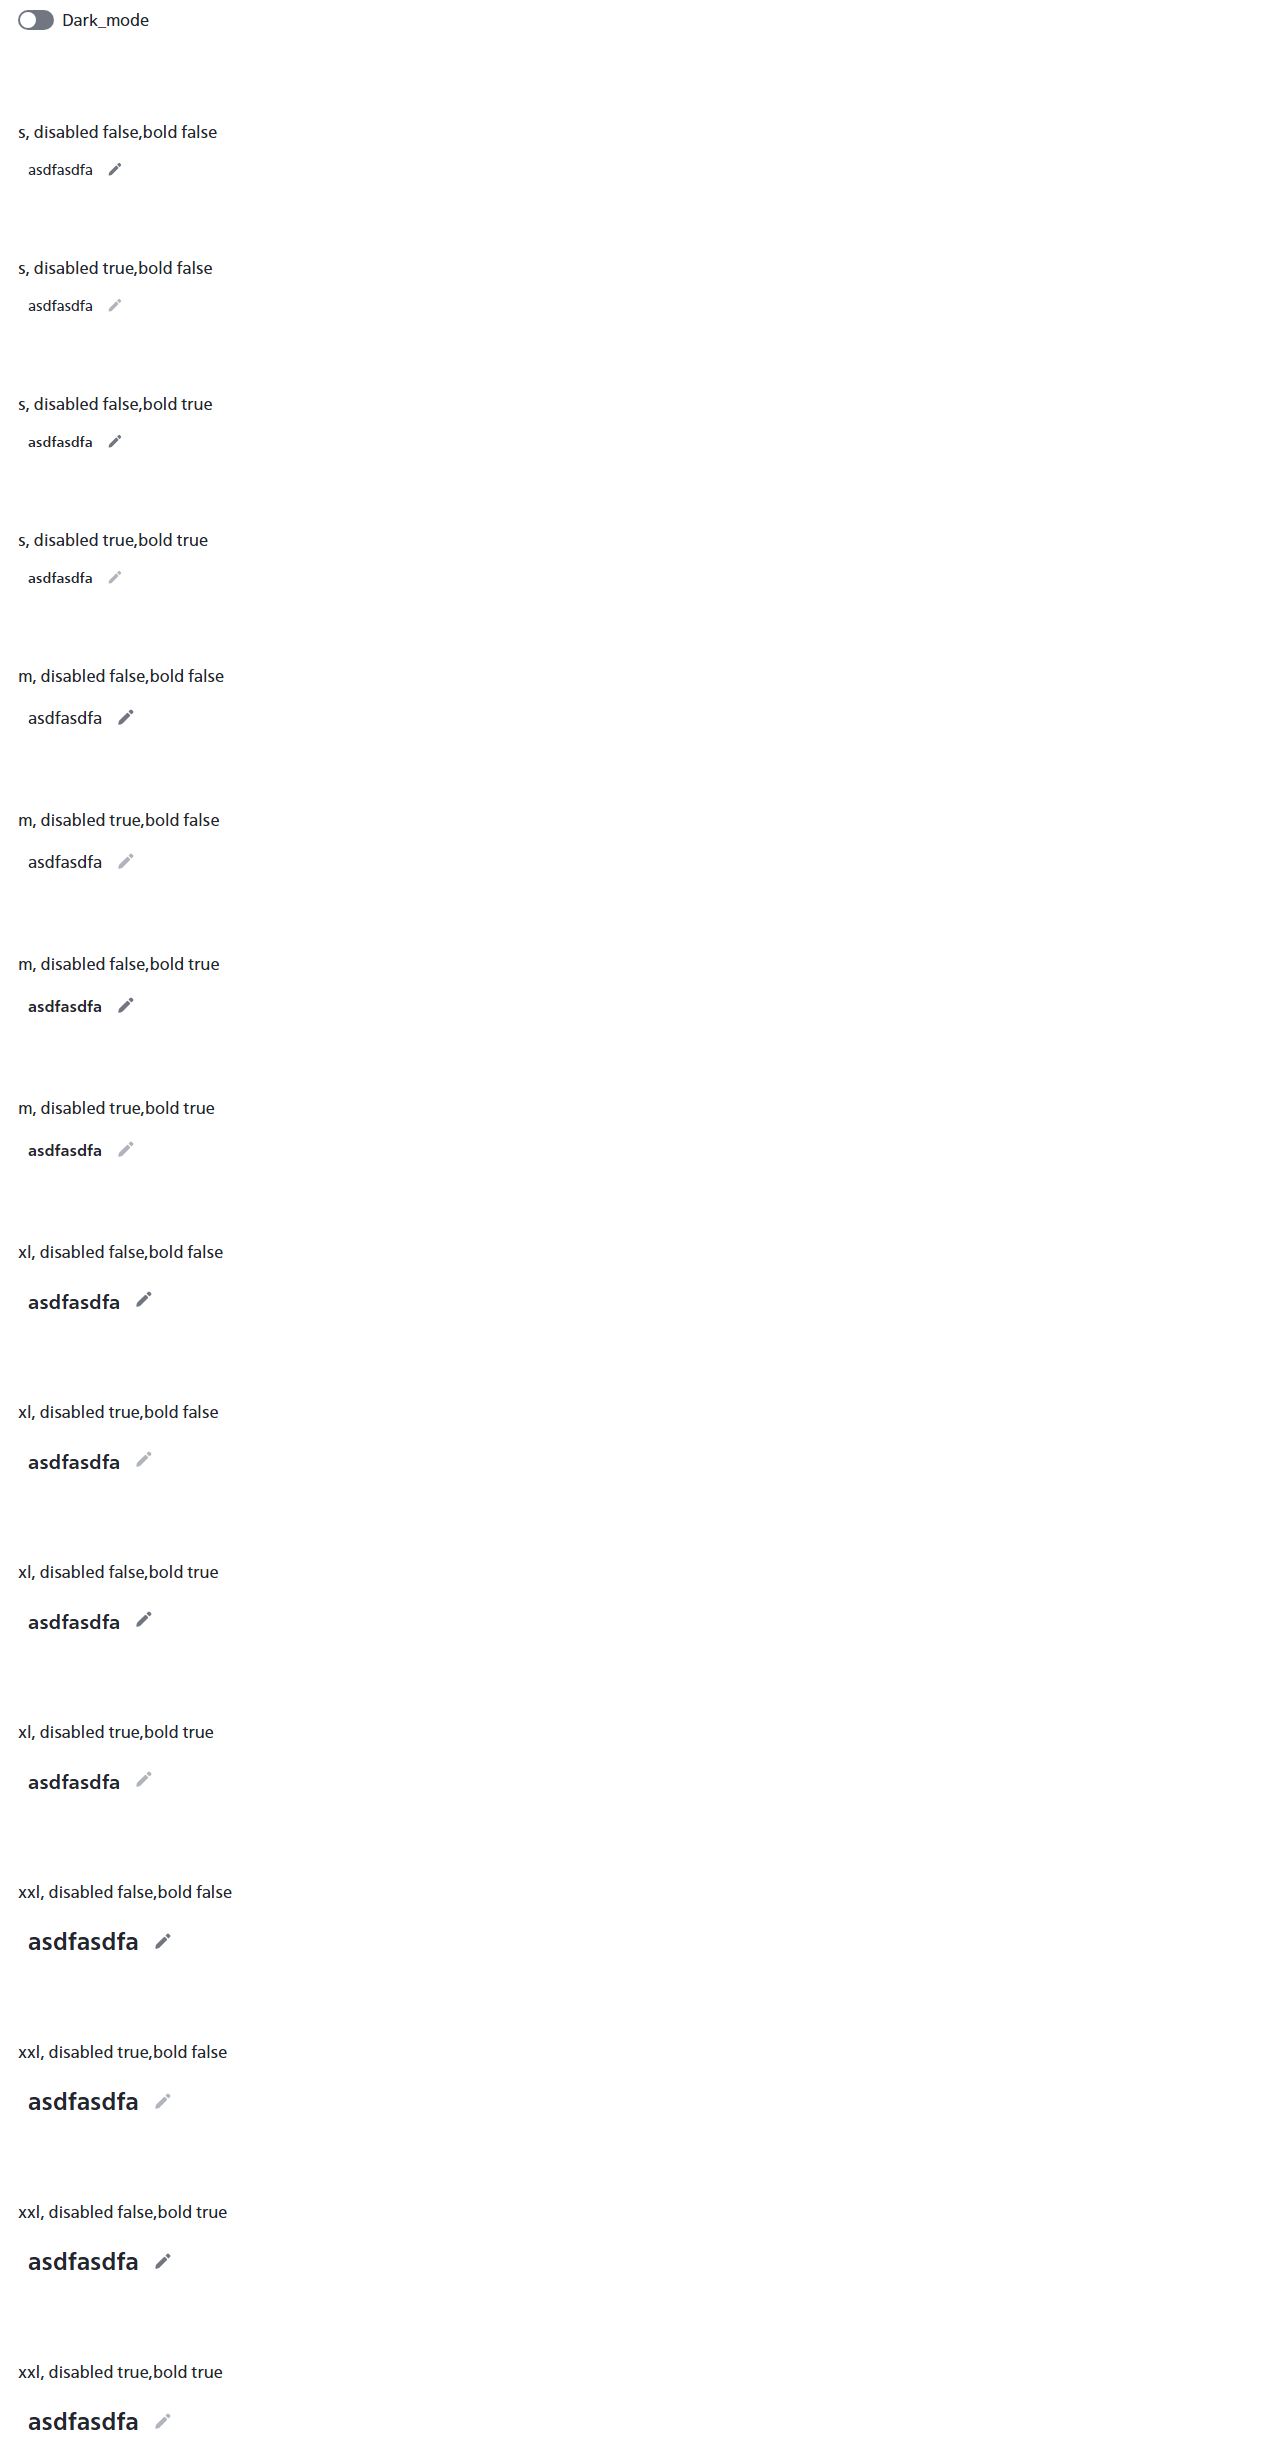 Dark_mode
s, disabled false,bold false
asdfasdfa
s, disabled true,bold false
asdfasdfa
s, disabled false,bold true
asdfasdfa
s, disabled true,bold true
asdfasdfa
m, disabled false,bold false
asdfasdfa
m, disabled true,bold false
asdfasdfa
m, disabled false,bold true
asdfasdfa
m, disabled true,bold true
asdfasdfa
xl, disabled false,bold false
asdfasdfa
xl, disabled true,bold false
asdfasdfa
xl, disabled false,bold true
asdfasdfa
xl, disabled true,bold true
asdfasdfa
xxl, disabled false,bold false
asdfasdfa
xxl, disabled true,bold false
asdfasdfa
xxl, disabled false,bold true
asdfasdfa
xxl, disabled true,bold true
asdfasdfa